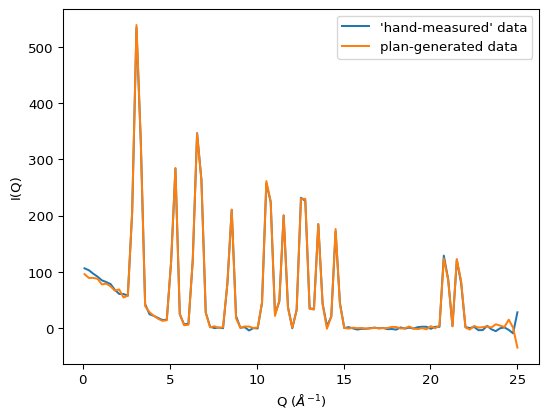 'hand-measured' data
plan-generated data
500
400
300
200
100
0
I(Q)
0 5 10 15 20 25
Q (Å⁻¹)